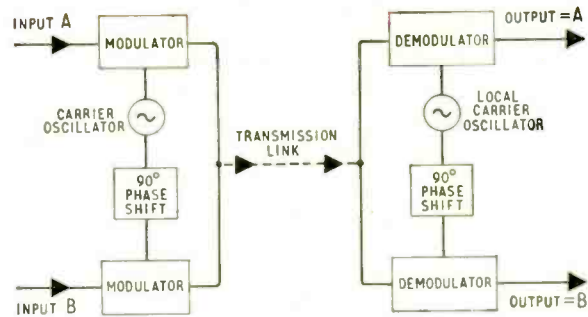 INPUT A
MODULATOR
CARRIER
OSCILLATOR
90°
PHASE
SHIFT
INPUT B
MODULATOR
TRANSMISSION
LINK
DEMODULATOR
OUTPUT = A
LOCAL
CARRIER
OSCILLATOR
90°
PHASE
SHIFT
DEMODULATOR
OUTPUT = B